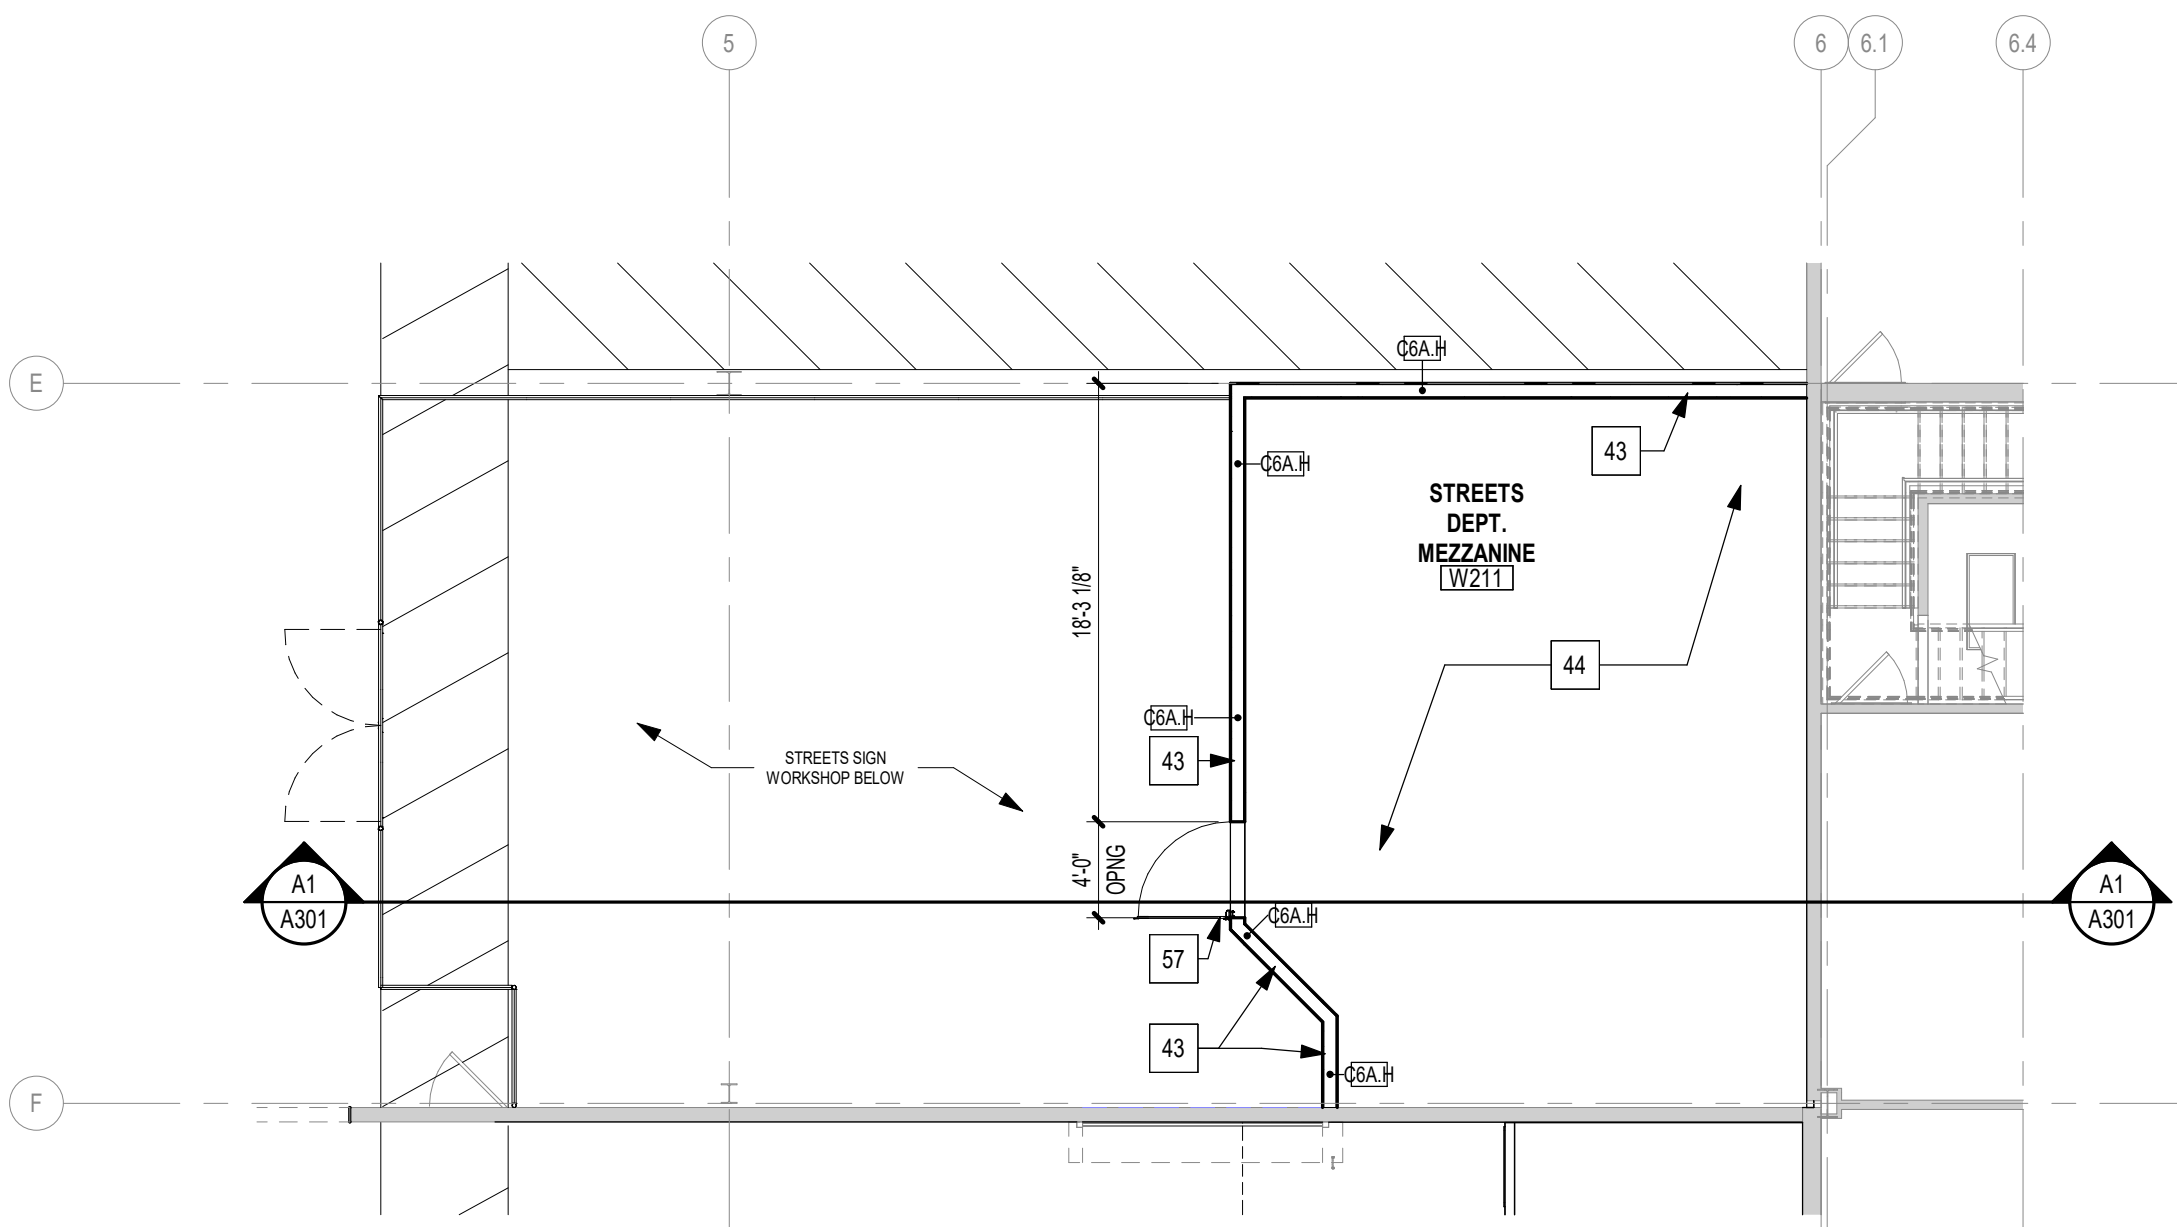 5
6
6.1
6.4
E
C6A.H
43
C6A.H
STREETS
DEPT.
MEZZANINE
W211
18'-3 1/8"
44
C6A.H
43
STREETS SIGN
WORKSHOP BELOW
4'-0"
OPNG
A1
A301
A1
A301
C6A.H
57
43
C6A.H
F